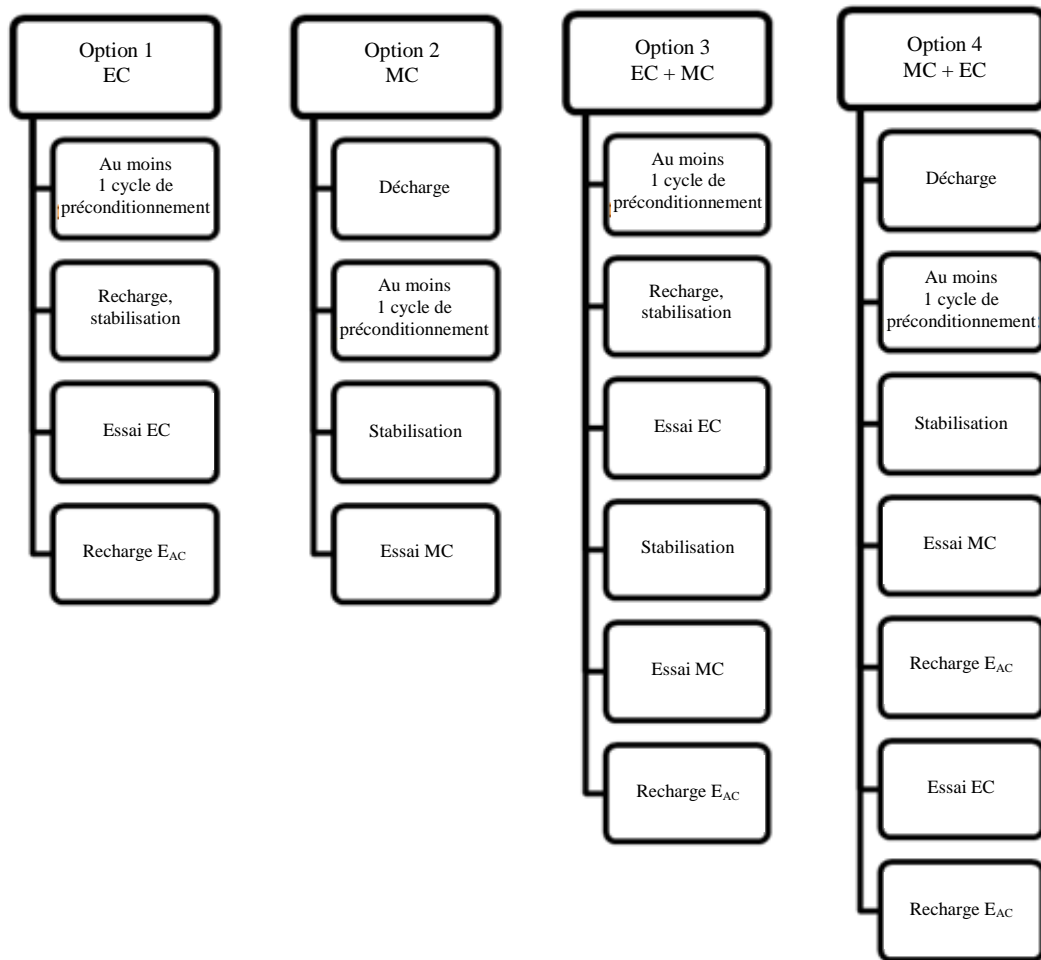 Option 1
EC
Au moins
1 cycle de
préconditionnement
Recharge,
stabilisation
Essai EC
Recharge EAC
Option 2
MC
Décharge
Au moins
1 cycle de
préconditionnement
Stabilisation
Essai MC
Option 3
EC + MC
Au moins
1 cycle de
préconditionnement
Recharge,
stabilisation
Essai EC
Stabilisation
Essai MC
Recharge EAC
Option 4
MC + EC
Décharge
Au moins
1 cycle de
préconditionnement
Stabilisation
Essai MC
Recharge EAC
Essai EC
Recharge EAC